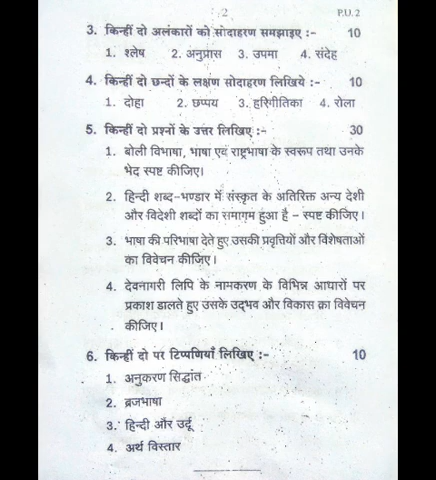 2 P.U. 2
3. किन्हीं दो अलंकारों को सोदाहरण समझाइए :- 10
1. श्लेष 2. अनुप्रास 3. उपमा 4. संदेह
4. किन्हीं दो छन्दों के लक्षण सोदाहरण लिखिये :- 10
1. दोहा 2. छप्पय 3. हरिगीतिका 4. रोला
5. किन्हीं दो प्रश्नों के उत्तर लिखिए :- 30
1. बोली विभाषा, भाषा एवं राष्ट्रभाषा के स्वरूप तथा उनके
भेद स्पष्ट कीजिए।
2. हिन्दी शब्द-भण्डार में संस्कृत के अतिरिक्त अन्य देशी
और विदेशी शब्दों का समागम हुआ है - स्पष्ट कीजिए।
3. भाषा की परिभाषा देते हुए उसकी प्रवृत्तियों और विशेषताओं
का विवेचन कीजिए।
4. देवनागरी लिपि के नामकरण के विभिन्न आधारों पर
प्रकाश डालते हुए उसके उद्भव और विकास का विवेचन
कीजिए।
6. किन्हीं दो पर टिप्पणियाँ लिखिए :- 10
1. अनुकरण सिद्धांत
2. ब्रजभाषा
3. हिन्दी और उर्दू
4. अर्थ विस्तार